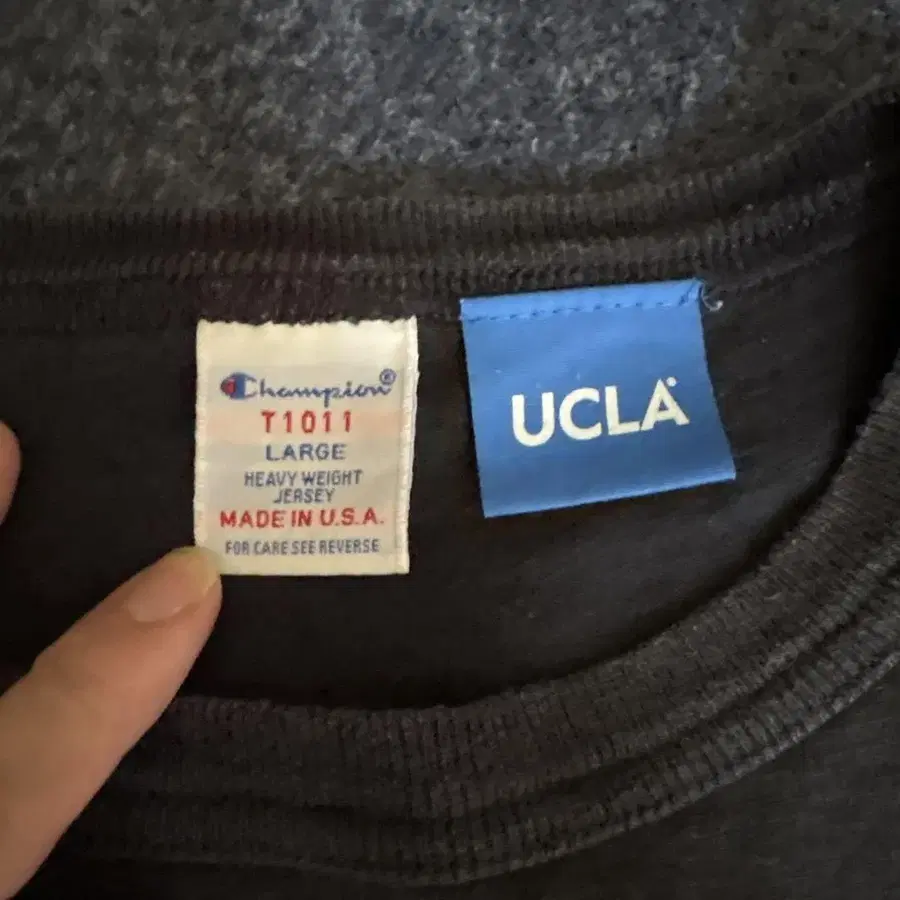 Champion®
T1011
LARGE
HEAVY WEIGHT
JERSEY
MADE IN U.S.A.
FOR CARE SEE REVERSE
UCLA